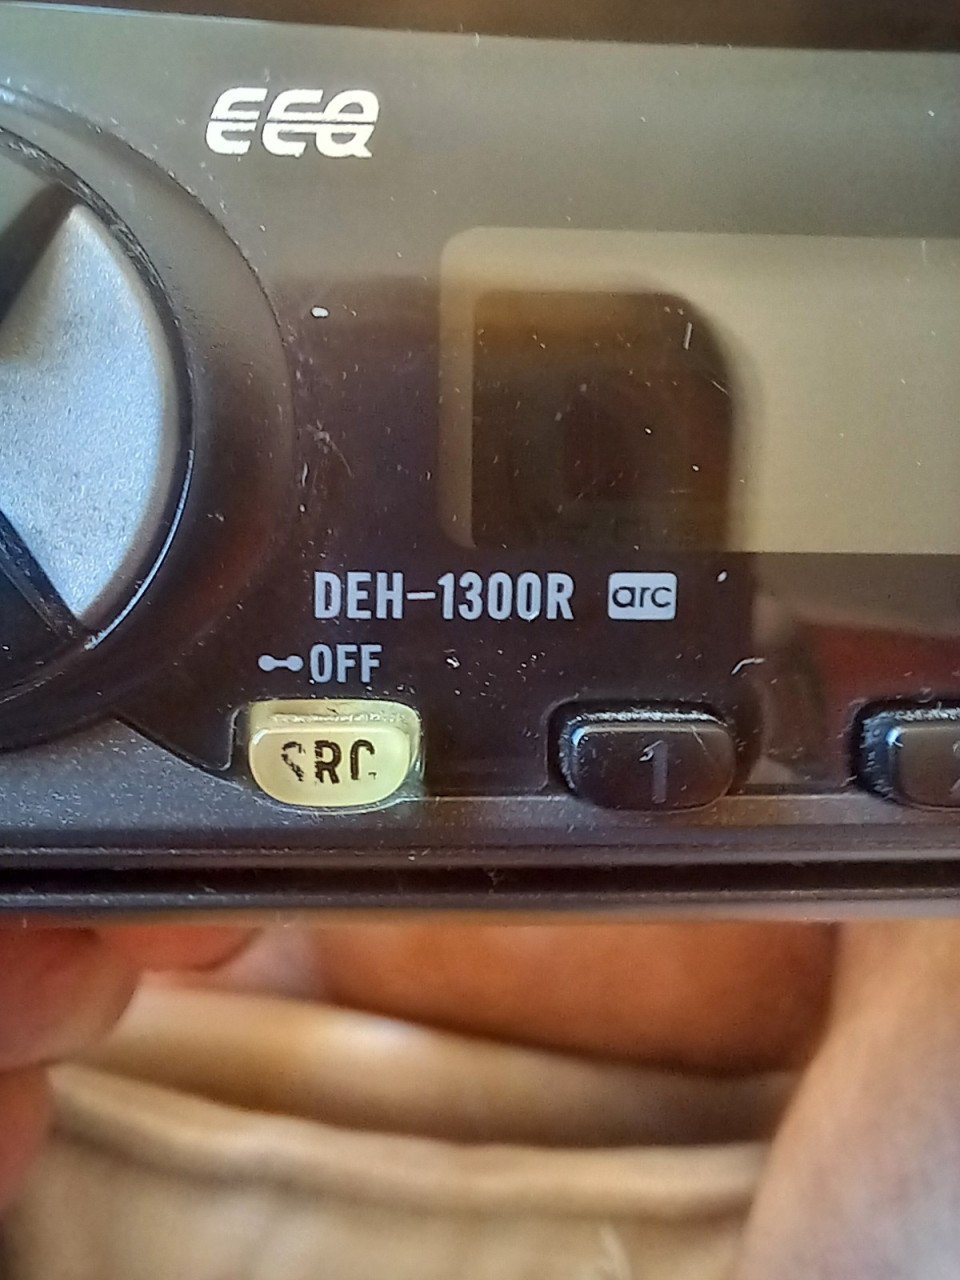 EEQ
DEH-1300R arc
OFF
SRC
1